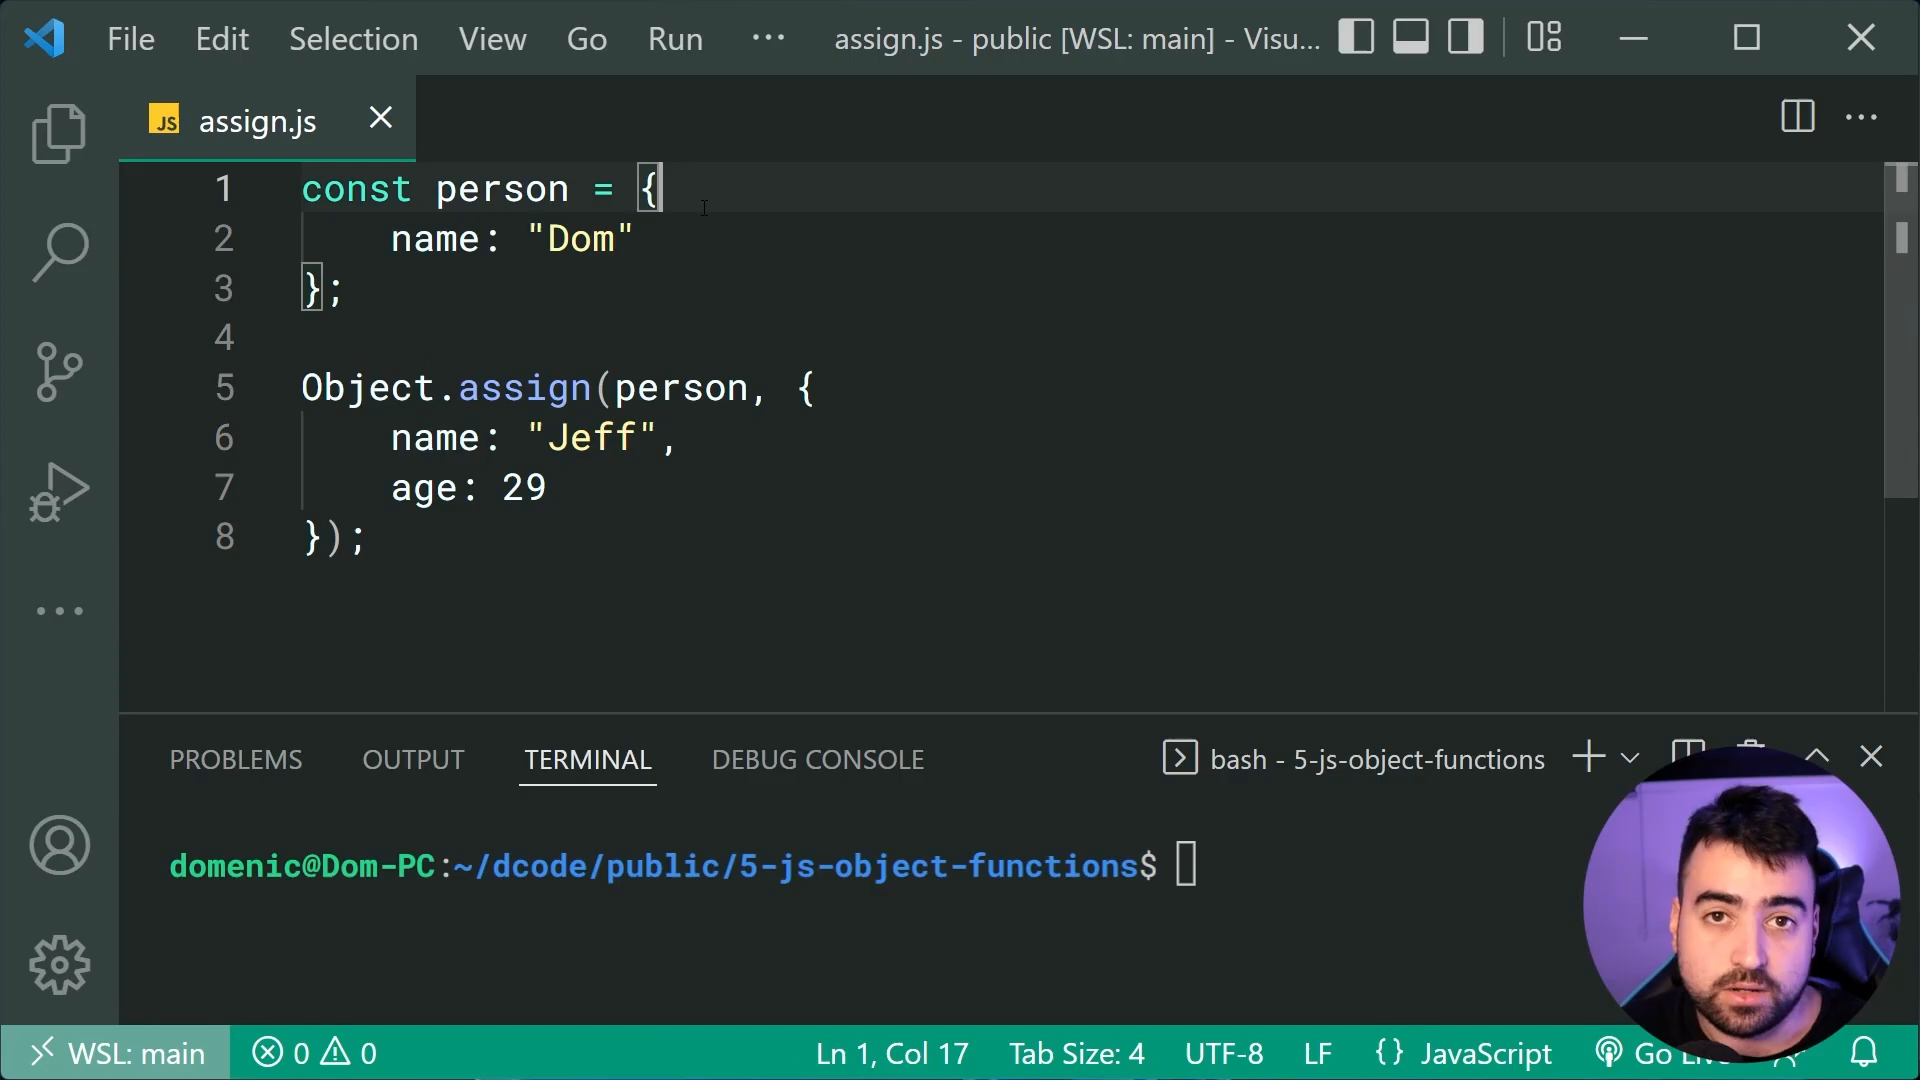 File Edit Selection View Go Run ··· assign.js - public [WSL: main] - Visu...
JS assign.js
1 const person = {
2 name: "Dom"
3 };
4
5 Object.assign(person, {
6 name: "Jeff",
7 age: 29
8 });
PROBLEMS OUTPUT TERMINAL DEBUG CONSOLE bash - 5-js-object-functions
domenic@Dom-PC:~/dcode/public/5-js-object-functions$
WSL: main 0 0 Ln 1, Col 17 Tab Size: 4 UTF-8 LF {} JavaScript Go